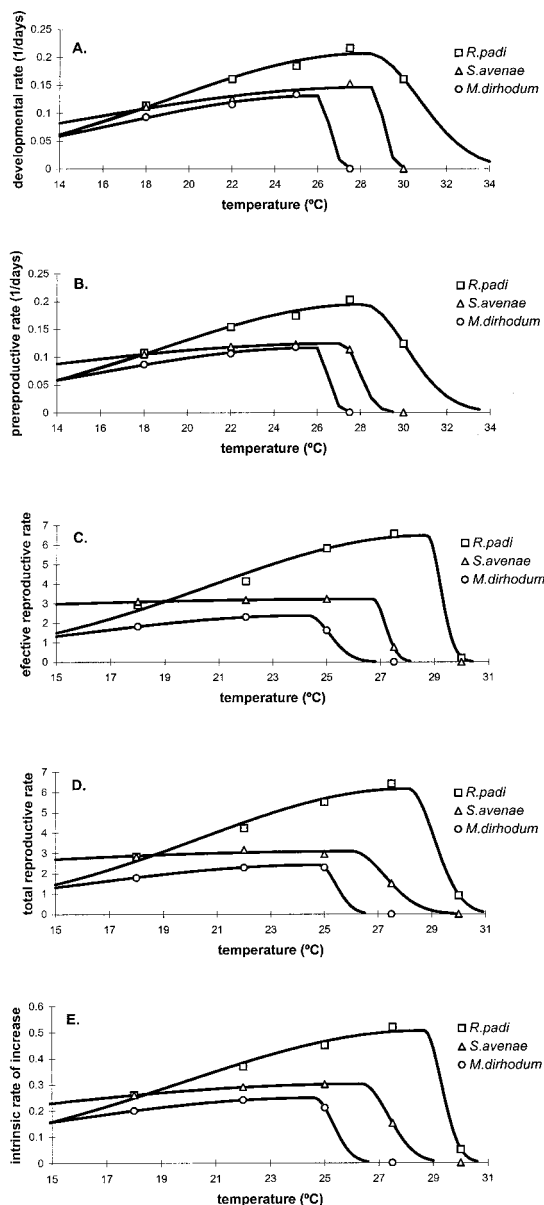 A.
developmental rate (1/days)
0.25
0.2
0.15
0.1
0.05
0
14 16 18 20 22 24 26 28 30 32 34
temperature (ºC)
R.padi
S.avenae
M.dirhodum
B.
prereproductive rate (1/days)
0.25
0.2
0.15
0.1
0.05
0
14 16 18 20 22 24 26 28 30 32 34
temperature (ºC)
R.padi
S.avenae
M.dirhodum
C.
efective reproductive rate
7
6
5
4
3
2
1
0
15 17 19 21 23 25 27 29 31
temperature (ºC)
R.padi
S.avenae
M.dirhodum
D.
total reproductive rate
7
6
5
4
3
2
1
0
15 17 19 21 23 25 27 29 31
temperature (ºC)
R.padi
S.avenae
M.dirhodum
E.
intrinsic rate of increase
0.6
0.5
0.4
0.3
0.2
0.1
0
15 17 19 21 23 25 27 29 31
temperature (ºC)
R.padi
S.avenae
M.dirhodum